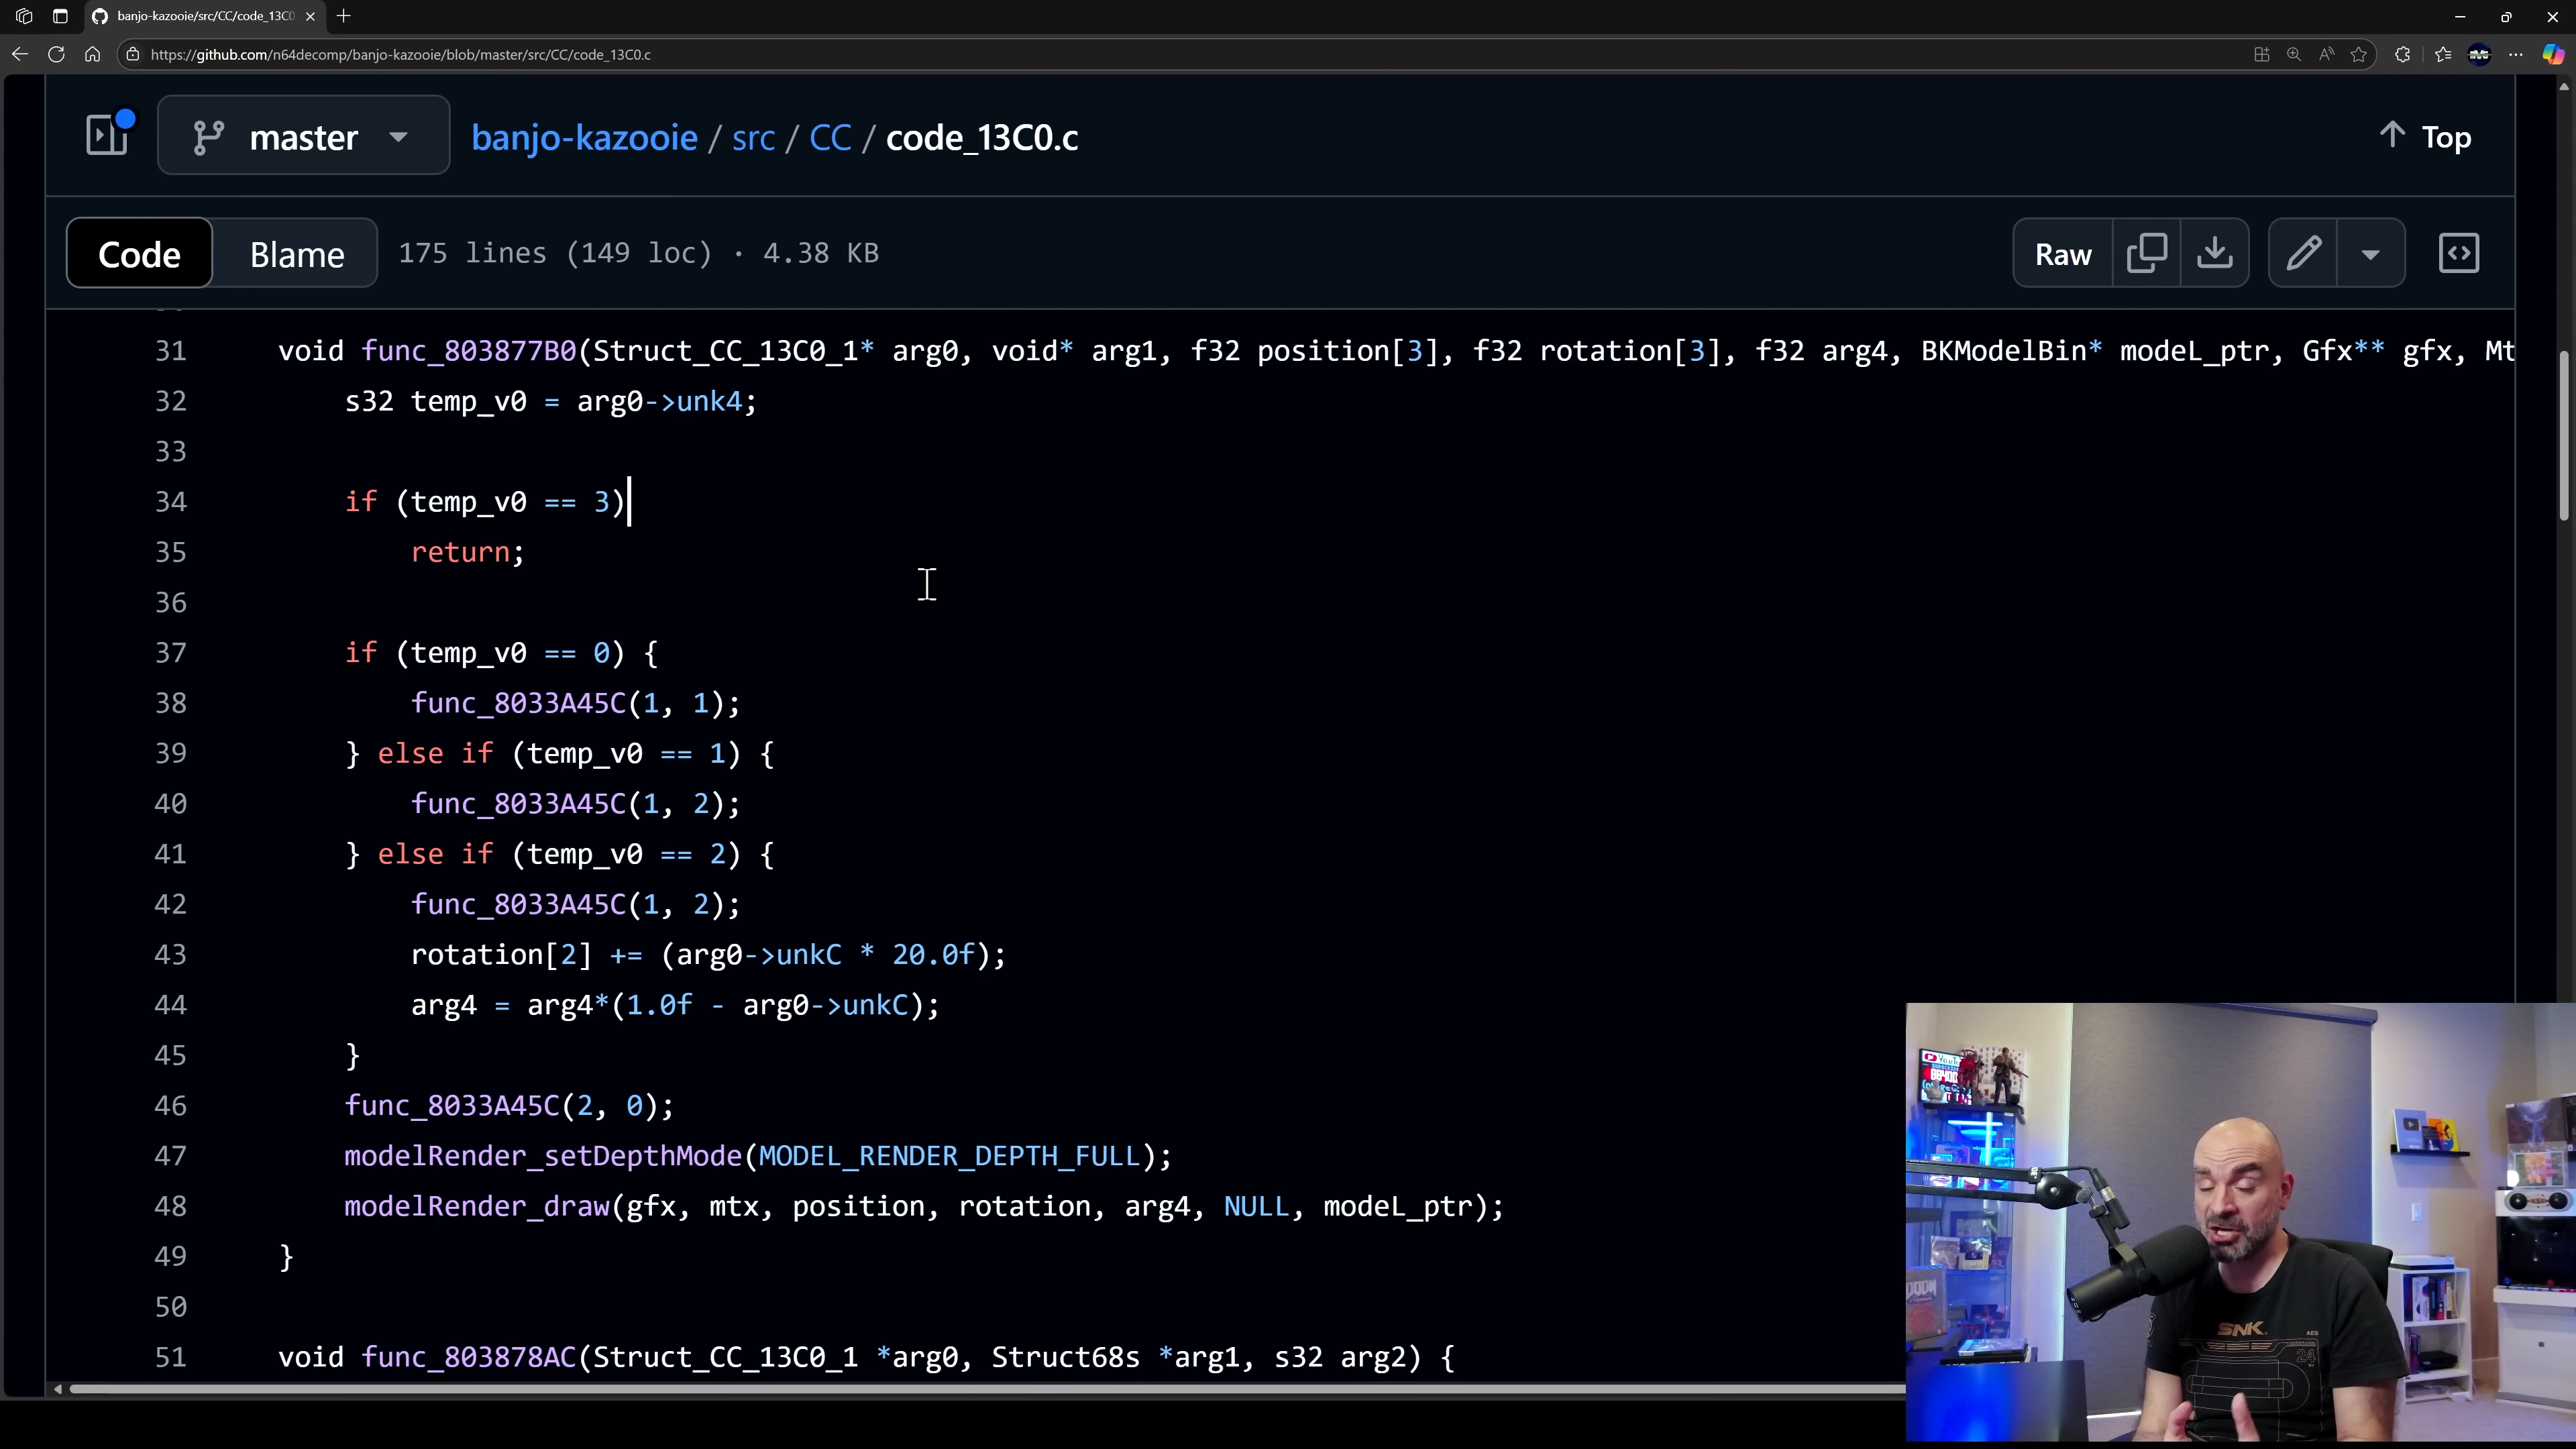 banjo-kazooie/src/CC/code_13C0
https://github.com/n64decomp/banjo-kazooie/blob/master/src/CC/code_13C0.c
master
banjo-kazooie / src / CC / code_13C0.c
Top
Code
Blame
175 lines (149 loc) · 4.38 KB
Raw
31 void func_803877B0(Struct_CC_13C0_1* arg0, void* arg1, f32 position[3], f32 rotation[3], f32 arg4, BKModelBin* modeL_ptr, Gfx** gfx, Mt
32 s32 temp_v0 = arg0->unk4;
33
34 if (temp_v0 == 3)
35 return;
36
37 if (temp_v0 == 0) {
38 func_8033A45C(1, 1);
39 } else if (temp_v0 == 1) {
40 func_8033A45C(1, 2);
41 } else if (temp_v0 == 2) {
42 func_8033A45C(1, 2);
43 rotation[2] += (arg0->unkC * 20.0f);
44 arg4 = arg4*(1.0f - arg0->unkC);
45 }
46 func_8033A45C(2, 0);
47 modelRender_setDepthMode(MODEL_RENDER_DEPTH_FULL);
48 modelRender_draw(gfx, mtx, position, rotation, arg4, NULL, modeL_ptr);
49 }
50
51 void func_803878AC(Struct_CC_13C0_1 *arg0, Struct68s *arg1, s32 arg2) {
SNK
AES
24
DOOM